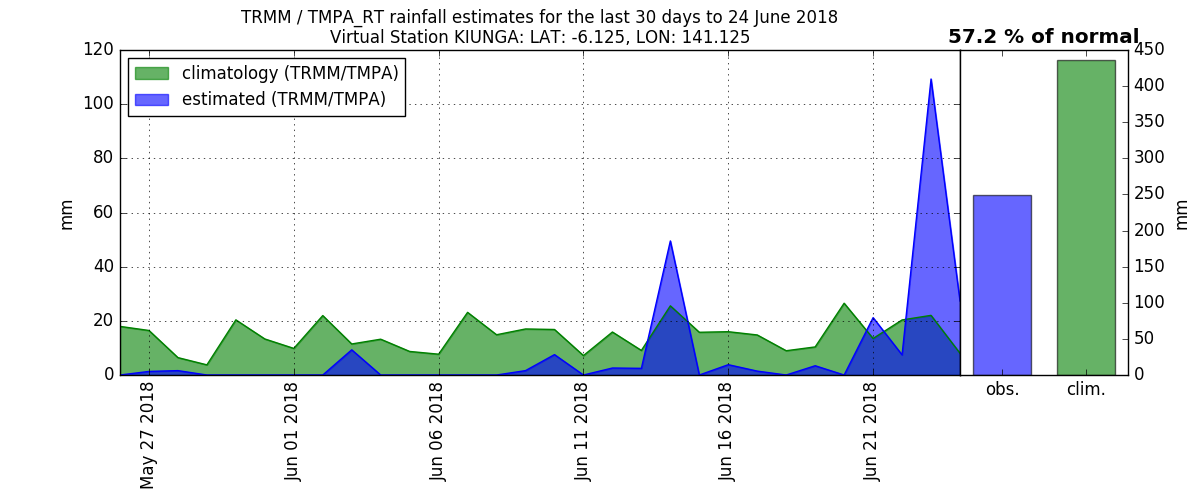 TRMM / TMPA_RT rainfall estimates for the last 30 days to 24 June 2018
Virtual Station KIUNGA: LAT: -6.125, LON: 141.125
57.2 % of normal
climatology (TRMM/TMPA)
estimated (TRMM/TMPA)
mm
120
100
80
60
40
20
0
May 27 2018
Jun 01 2018
Jun 06 2018
Jun 11 2018
Jun 16 2018
Jun 21 2018
obs.
clim.
450
400
350
300
250
200
150
100
50
0
mm